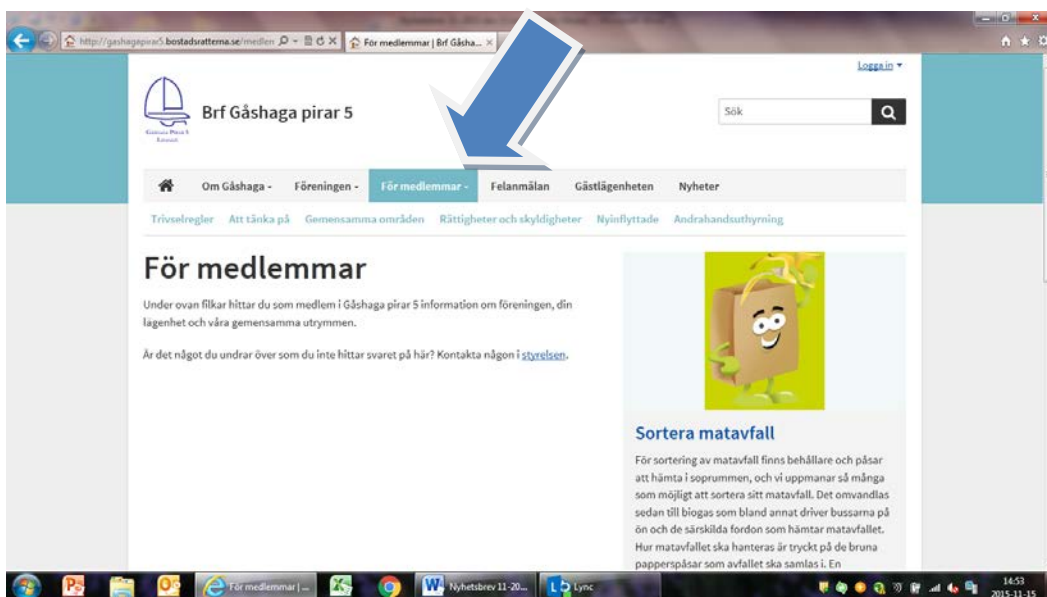 http://gashagapirar5.bostadsratterna.se/medlen
För medlemmar | Brf Gåsha...
Logga in
Gåshaga Pirar 5
Brf Gåshaga pirar 5
Sök
Om Gåshaga - Föreningen - För medlemmar - Felanmälan Gästlägenheten Nyheter
Trivselregler Att tänka på Gemensamma områden Rättigheter och skyldigheter Nyinflyttade Andrahandsuthyrning
För medlemmar
Under ovan filkar hittar du som medlem i Gåshaga pirar 5 information om föreningen, din
lägenhet och våra gemensamma utrymmen.
Är det något du undrar över som du inte hittar svaret på här? Kontakta någon i styrelsen.
Sortera matavfall
För sortering av matavfall finns behållare och påsar
att hämta i soprummen, och vi uppmanar så många
som möjligt att sortera sitt matavfall. Det omvandlas
sedan till biogas som bland annat driver bussarna på
ön och de särskilda fordon som hämtar matavfallet.
Hur matavfallet ska hanteras är tryckt på de bruna
papperspåsar som avfallet ska samlas i. En
För medlemmar | ...
Nyhetsbrev 11-20...
Lync
14:53
2015-11-15